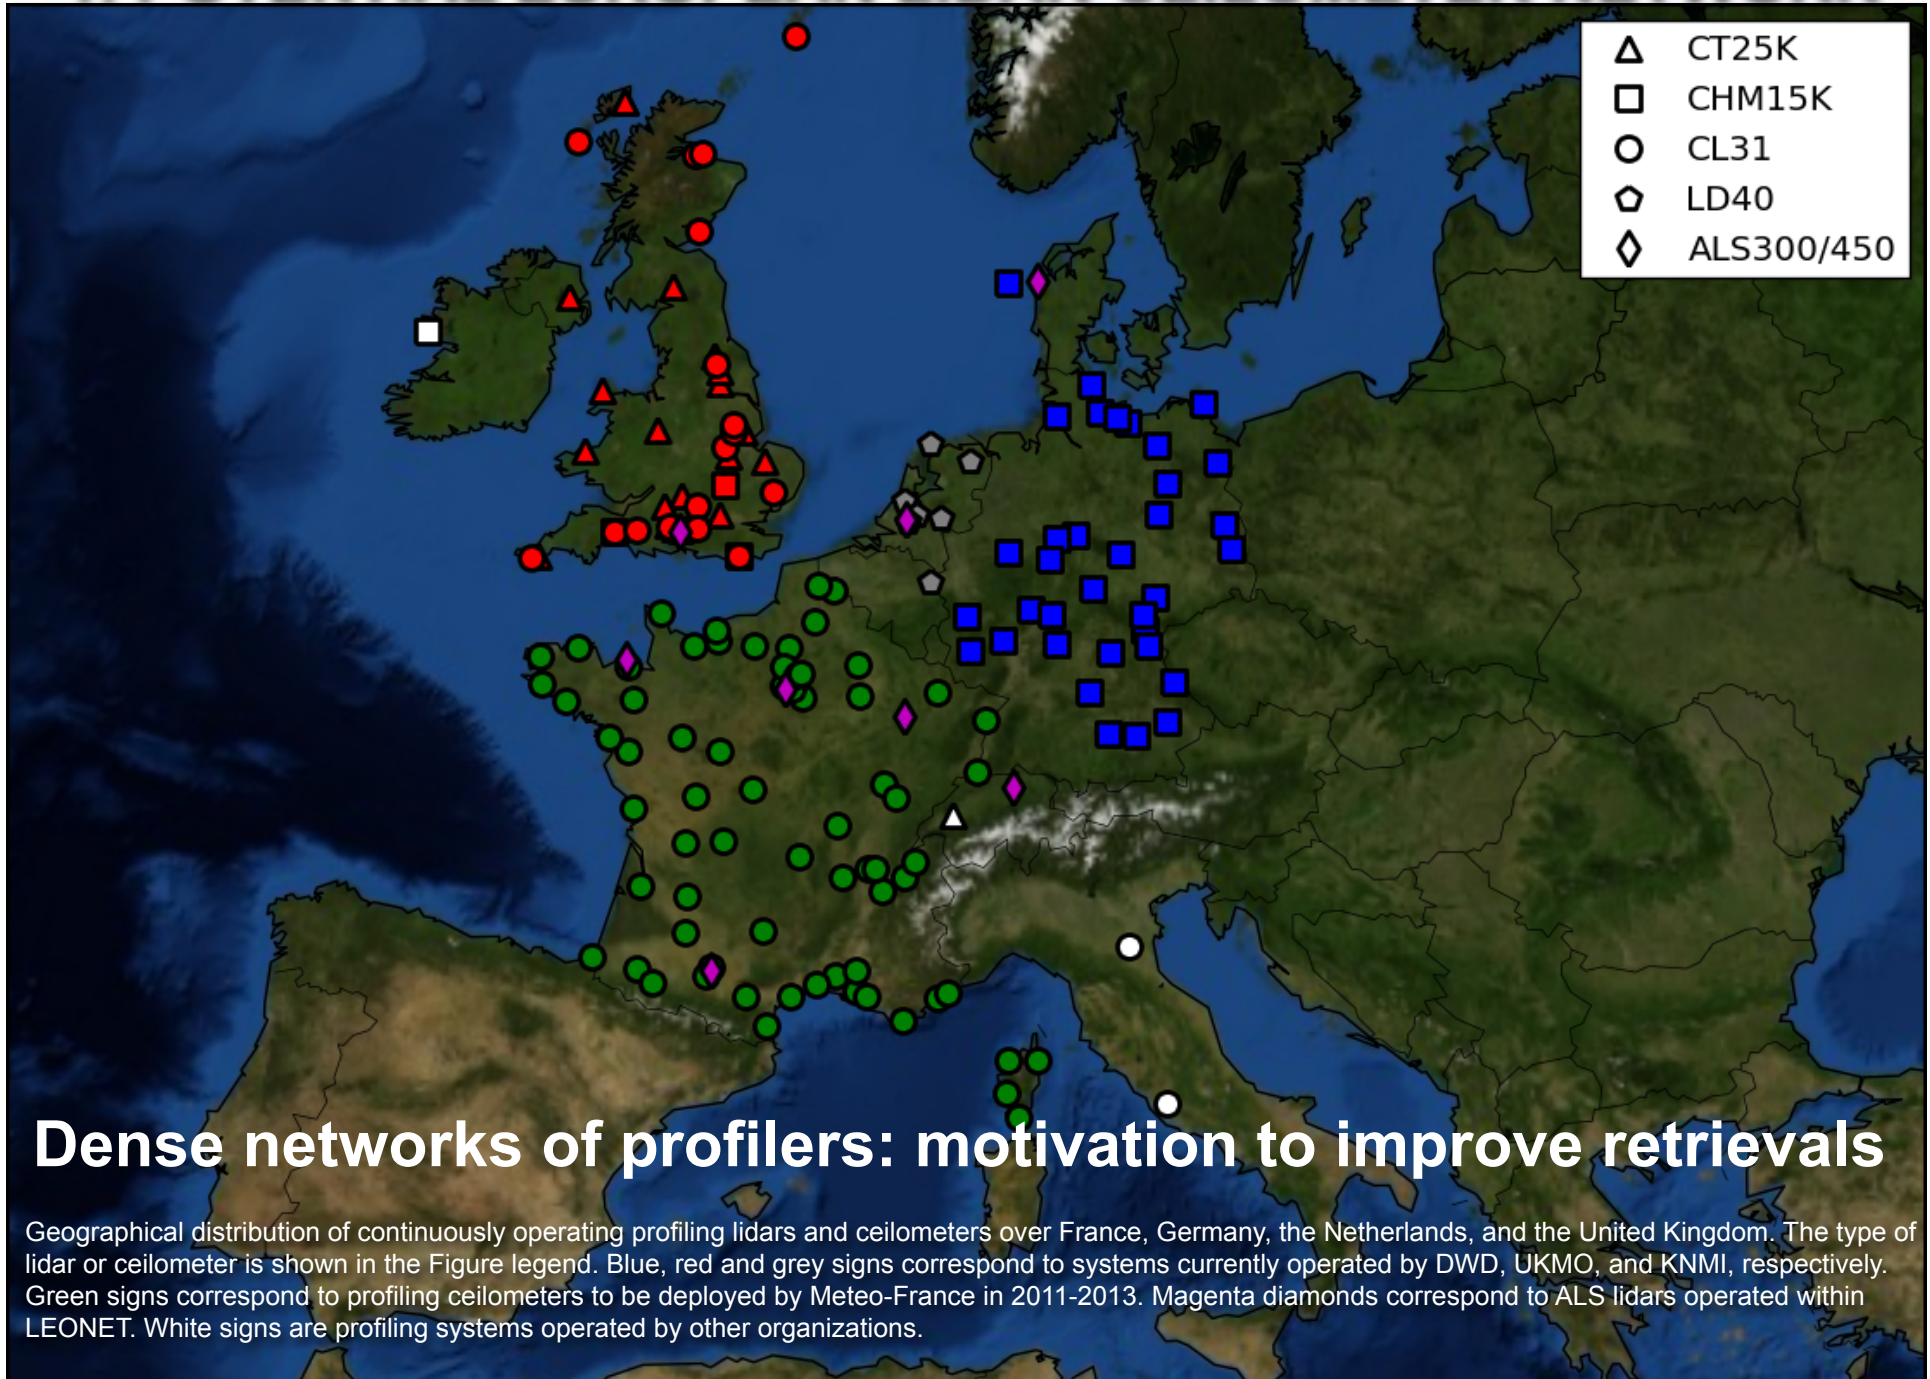 CT25K
CHM15K
CL31
LD40
ALS300/450
Dense networks of profilers: motivation to improve retrievals
Geographical distribution of continuously operating profiling lidars and ceilometers over France, Germany, the Netherlands, and the United Kingdom. The type of
lidar or ceilometer is shown in the Figure legend. Blue, red and grey signs correspond to systems currently operated by DWD, UKMO, and KNMI, respectively.
Green signs correspond to profiling ceilometers to be deployed by Meteo-France in 2011-2013. Magenta diamonds correspond to ALS lidars operated within
LEONET. White signs are profiling systems operated by other organizations.